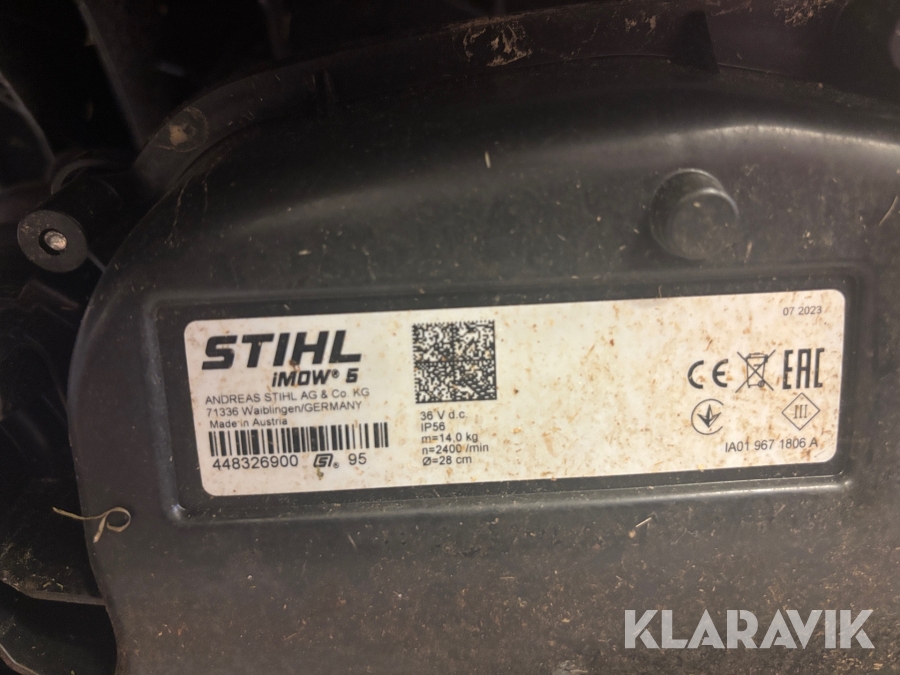 07 2023
STIHL
iMOW® 5
ANDREAS STIHL AG & Co. KG
71336 Waiblingen/GERMANY
Made in Austria
448326900 S®. 95
36 V d.c.
IP56
m=14,0 kg
n=2400 /min
Ø=28 cm
CE EAC
III
IA01 967 1806 A
KLARAVIK